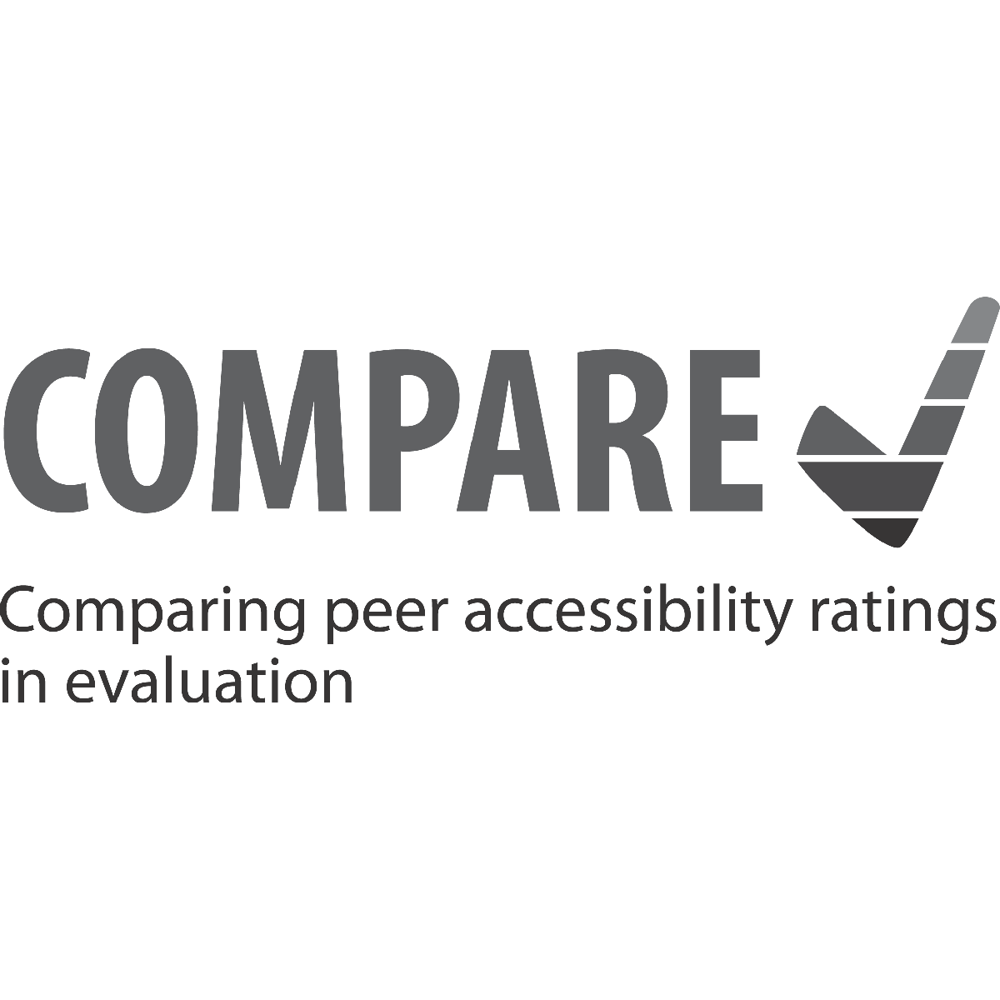 COMPARE
Comparing peer accessibility ratings
in evaluation